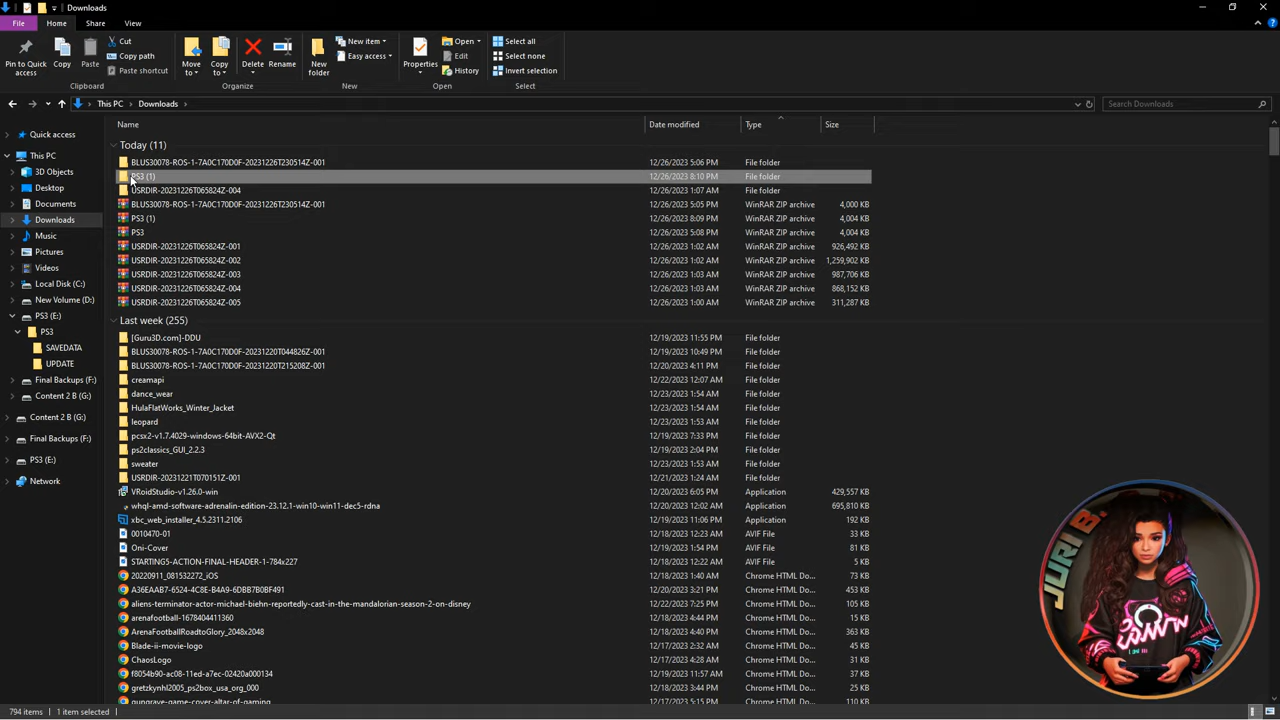 Downloads
File
Home
Share
View
Pin to Quick access
Copy
Paste
Cut
Copy path
Paste shortcut
Clipboard
Move to
Copy to
Delete
Rename
Organize
New folder
New item
Easy access
New
Properties
Open
Edit
History
Open
Select all
Select none
Invert selection
Select
This PC > Downloads >
Search Downloads
Quick access
This PC
3D Objects
Desktop
Documents
Downloads
Music
Pictures
Videos
Local Disk (C:)
New Volume (D:)
PS3 (E:)
PS3
SAVEDATA
UPDATE
Final Backups (F:)
Content 2 B (G:)
Content 2 B (G:)
Final Backups (F:)
PS3 (E:)
Network
Name Date modified Type Size
Today (11)
BLUS30078-ROS-1-7A0C170D0F-20231226T230514Z-001 12/26/2023 5:06 PM File folder
PS3 (1) 12/26/2023 8:10 PM File folder
USRDIR-20231226T065824Z-004 12/26/2023 1:07 AM File folder
BLUS30078-ROS-1-7A0C170D0F-20231226T230514Z-001 12/26/2023 5:05 PM WinRAR ZIP archive 4,000 KB
PS3 (1) 12/26/2023 8:09 PM WinRAR ZIP archive 4,004 KB
PS3 12/26/2023 5:08 PM WinRAR ZIP archive 4,004 KB
USRDIR-20231226T065824Z-001 12/26/2023 1:02 AM WinRAR ZIP archive 926,492 KB
USRDIR-20231226T065824Z-002 12/26/2023 1:02 AM WinRAR ZIP archive 1,259,902 KB
USRDIR-20231226T065824Z-003 12/26/2023 1:03 AM WinRAR ZIP archive 987,706 KB
USRDIR-20231226T065824Z-004 12/26/2023 1:03 AM WinRAR ZIP archive 868,152 KB
USRDIR-20231226T065824Z-005 12/26/2023 1:00 AM WinRAR ZIP archive 311,287 KB
Last week (255)
[Guru3D.com]-DDU 12/19/2023 11:55 PM File folder
BLUS30078-ROS-1-7A0C170D0F-20231220T044826Z-001 12/19/2023 10:49 PM File folder
BLUS30078-ROS-1-7A0C170D0F-20231220T215208Z-001 12/20/2023 4:11 PM File folder
creamapi 12/22/2023 12:07 AM File folder
dance_wear 12/23/2023 1:54 AM File folder
HulaFlatWorks_Winter_Jacket 12/23/2023 1:54 AM File folder
leopard 12/23/2023 1:53 AM File folder
pcsx2-v1.7.4029-windows-64bit-AVX2-Qt 12/19/2023 7:33 PM File folder
ps2classics_GUI_2.2.3 12/19/2023 2:04 PM File folder
sweater 12/23/2023 1:53 AM File folder
USRDIR-20231221T070151Z-001 12/21/2023 1:24 AM File folder
VRoidStudio-v1.26.0-win 12/20/2023 6:05 PM Application 429,557 KB
whql-amd-software-adrenalin-edition-23.12.1-win10-win11-dec5-rdna 12/20/2023 12:02 AM Application 695,810 KB
xbc_web_installer_4.5.2311.2106 12/19/2023 11:06 PM Application 192 KB
0010470-01 12/18/2023 12:23 AM AVIF File 33 KB
Oni-Cover 12/19/2023 1:54 PM AVIF File 81 KB
STARTING5-ACTION-FINAL-HEADER-1-784x227 12/18/2023 12:22 AM AVIF File 5 KB
20220911_081532272_iOS 12/18/2023 1:40 AM Chrome HTML Do... 73 KB
A36EAAB7-6524-4C8E-B4A9-6DBB7B0BF491 12/20/2023 3:21 PM Chrome HTML Do... 453 KB
aliens-terminator-actor-michael-biehn-reportedly-cast-in-the-mandalorian-season-2-on-disney 12/22/2023 7:25 PM Chrome HTML Do... 105 KB
arenafootball-1678404411360 12/18/2023 4:44 PM Chrome HTML Do... 115 KB
ArenaFootballRoadtoGlory_2048x2048 12/18/2023 4:40 PM Chrome HTML Do... 363 KB
Blade-ii-movie-logo 12/17/2023 2:32 AM Chrome HTML Do... 45 KB
ChaosLogo 12/17/2023 4:28 AM Chrome HTML Do... 31 KB
f8054b90-ac08-11ed-a7ec-02420a000134 12/19/2023 11:57 AM Chrome HTML Do... 37 KB
gretzkynhl2005_ps2box_usa_org_000 12/18/2023 3:44 PM Chrome HTML Do... 25 KB
gungrave-game-cover-altar-of-gaming 12/18/2023 5:15 PM Chrome HTML Do...
794 items 1 item selected
JURI B.